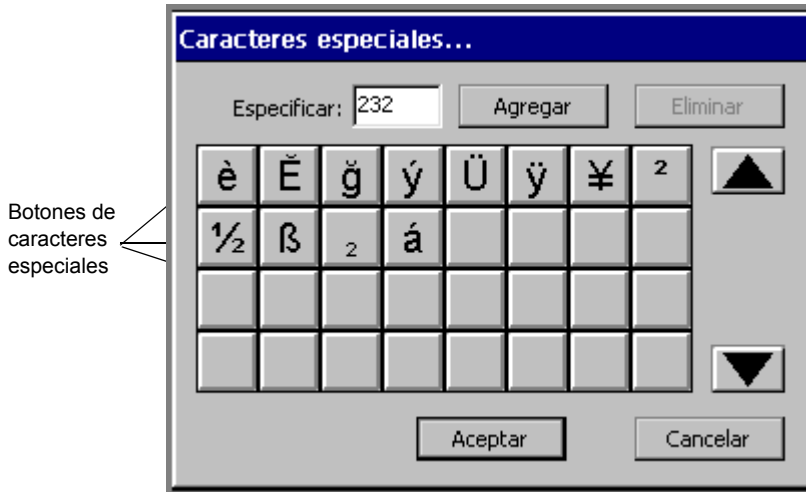 Caracteres especiales...
Especificar: 232 Agregar Eliminar
è Ĕ ğ ý Ü ÿ ¥ ²
½ ß ₂ á
Botones de
caracteres
especiales
Aceptar Cancelar